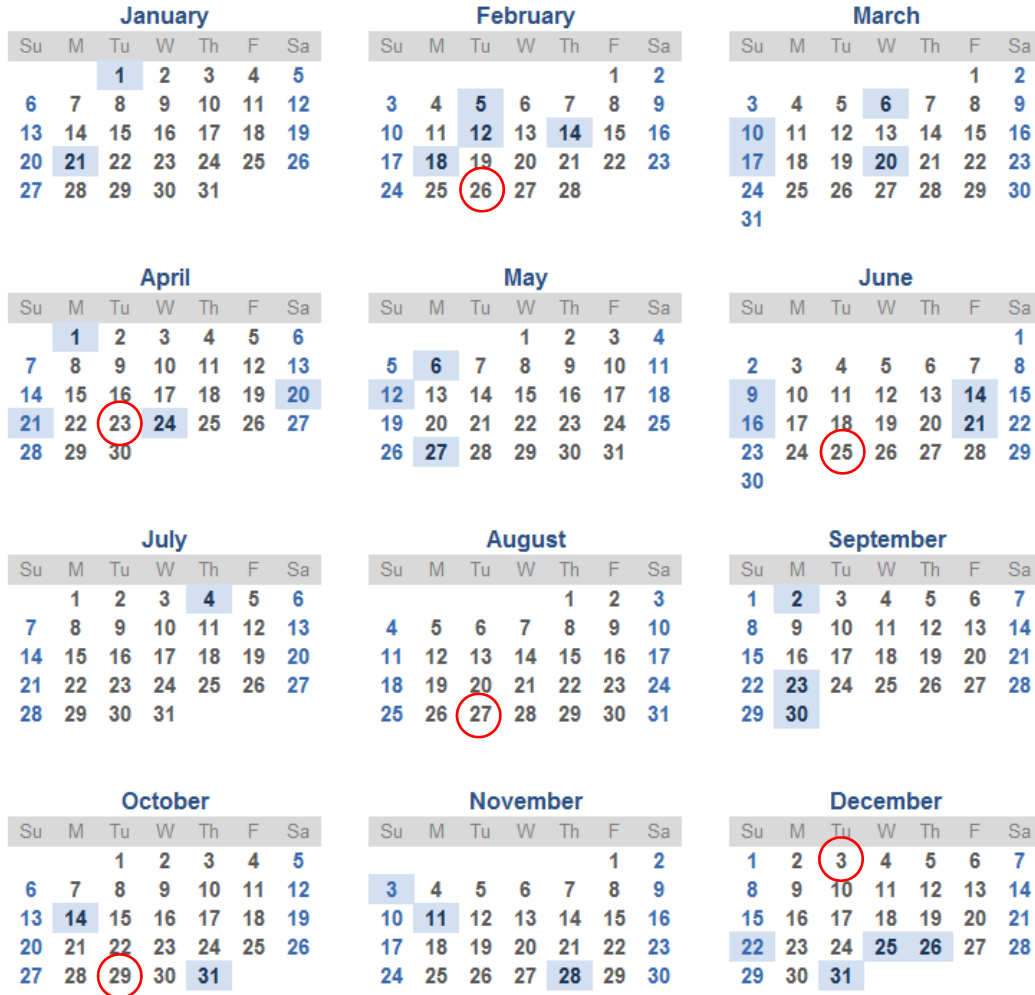 January February March
Su M Tu W Th F Sa Su M Tu W Th F Sa Su M Tu W Th F Sa
1 2 3 4 5 1 2 1 2
6 7 8 9 10 11 12 3 4 5 6 7 8 9 3 4 5 6 7 8 9
13 14 15 16 17 18 19 10 11 12 13 14 15 16 10 11 12 13 14 15 16
20 21 22 23 24 25 26 17 18 19 20 21 22 23 17 18 19 20 21 22 23
27 28 29 30 31 24 25 26 27 28 24 25 26 27 28 29 30
31
April May June
Su M Tu W Th F Sa Su M Tu W Th F Sa Su M Tu W Th F Sa
1 2 3 4 5 6 1 2 3 4 1
7 8 9 10 11 12 13 5 6 7 8 9 10 11 2 3 4 5 6 7 8
14 15 16 17 18 19 20 12 13 14 15 16 17 18 9 10 11 12 13 14 15
21 22 23 24 25 26 27 19 20 21 22 23 24 25 16 17 18 19 20 21 22
28 29 30 26 27 28 29 30 31 23 24 25 26 27 28 29
30
July August September
Su M Tu W Th F Sa Su M Tu W Th F Sa Su M Tu W Th F Sa
1 2 3 4 5 6 1 2 3 1 2 3 4 5 6 7
7 8 9 10 11 12 13 4 5 6 7 8 9 10 8 9 10 11 12 13 14
14 15 16 17 18 19 20 11 12 13 14 15 16 17 15 16 17 18 19 20 21
21 22 23 24 25 26 27 18 19 20 21 22 23 24 22 23 24 25 26 27 28
28 29 30 31 25 26 27 28 29 30 31 29 30
October November December
Su M Tu W Th F Sa Su M Tu W Th F Sa Su M Tu W Th F Sa
1 2 3 4 5 1 2 1 2 3 4 5 6 7
6 7 8 9 10 11 12 3 4 5 6 7 8 9 8 9 10 11 12 13 14
13 14 15 16 17 18 19 10 11 12 13 14 15 16 15 16 17 18 19 20 21
20 21 22 23 24 25 26 17 18 19 20 21 22 23 22 23 24 25 26 27 28
27 28 29 30 31 24 25 26 27 28 29 30 29 30 31